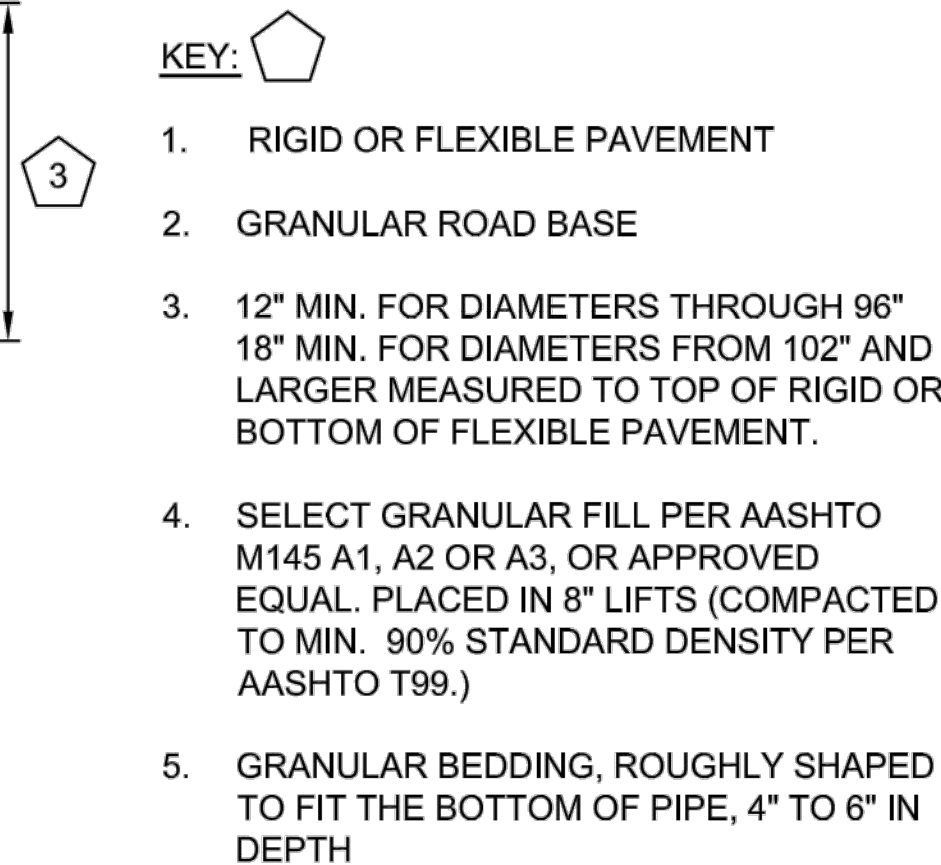 KEY:
1. RIGID OR FLEXIBLE PAVEMENT
3
2. GRANULAR ROAD BASE
3. 12" MIN. FOR DIAMETERS THROUGH 96"
18" MIN. FOR DIAMETERS FROM 102" AND
LARGER MEASURED TO TOP OF RIGID OR
BOTTOM OF FLEXIBLE PAVEMENT.
4. SELECT GRANULAR FILL PER AASHTO
M145 A1, A2 OR A3, OR APPROVED
EQUAL. PLACED IN 8" LIFTS (COMPACTED
TO MIN. 90% STANDARD DENSITY PER
AASHTO T99.)
5. GRANULAR BEDDING, ROUGHLY SHAPED
TO FIT THE BOTTOM OF PIPE, 4" TO 6" IN
DEPTH